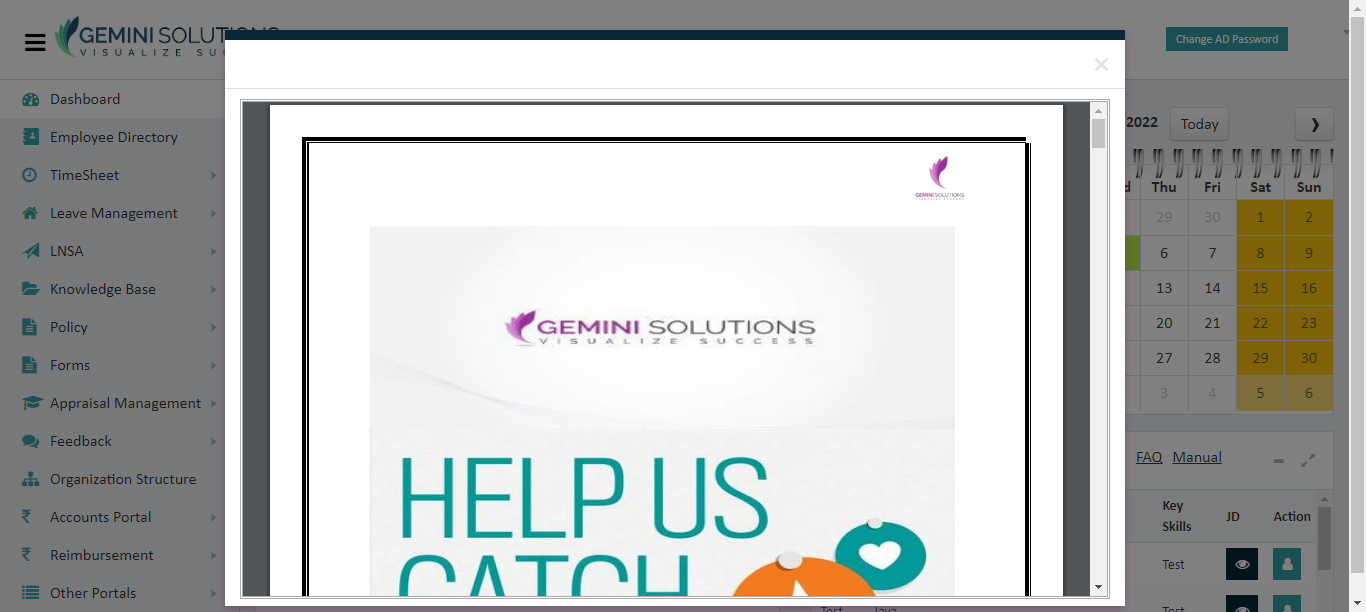 GEMINI SOLUTIONS
VISUALIZE SUC
Change AD Password
×
Dashboard
Employee Directory
TimeSheet
Leave Management
LNSA
Knowledge Base
Policy
Forms
Appraisal Management
Feedback
Organization Structure
Accounts Portal
Reimbursement
Other Portals
GEMINI SOLUTIONS
GEMINI SOLUTIONS
VISUALIZE SUCCESS
HELP US
CATCH
2022 Today ❯
d Thu Fri Sat Sun
29 30 1 2
6 7 8 9
13 14 15 16
20 21 22 23
27 28 29 30
3 4 5 6
FAQ Manual
Key Skills JD Action
Test
Test
Test Java